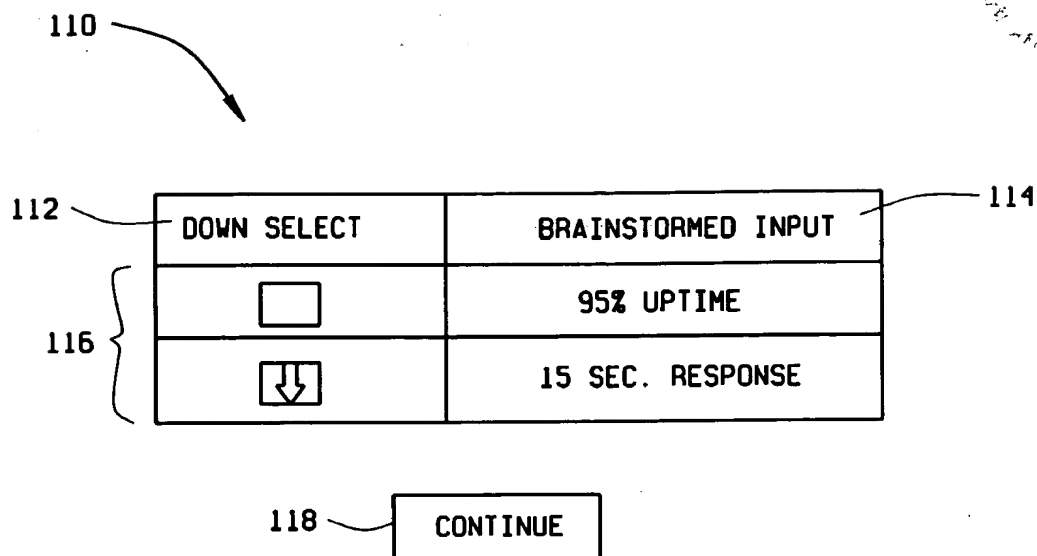 110
112 DOWN SELECT BRAINSTORMED INPUT 114
95% UPTIME
116
15 SEC. RESPONSE
118 CONTINUE